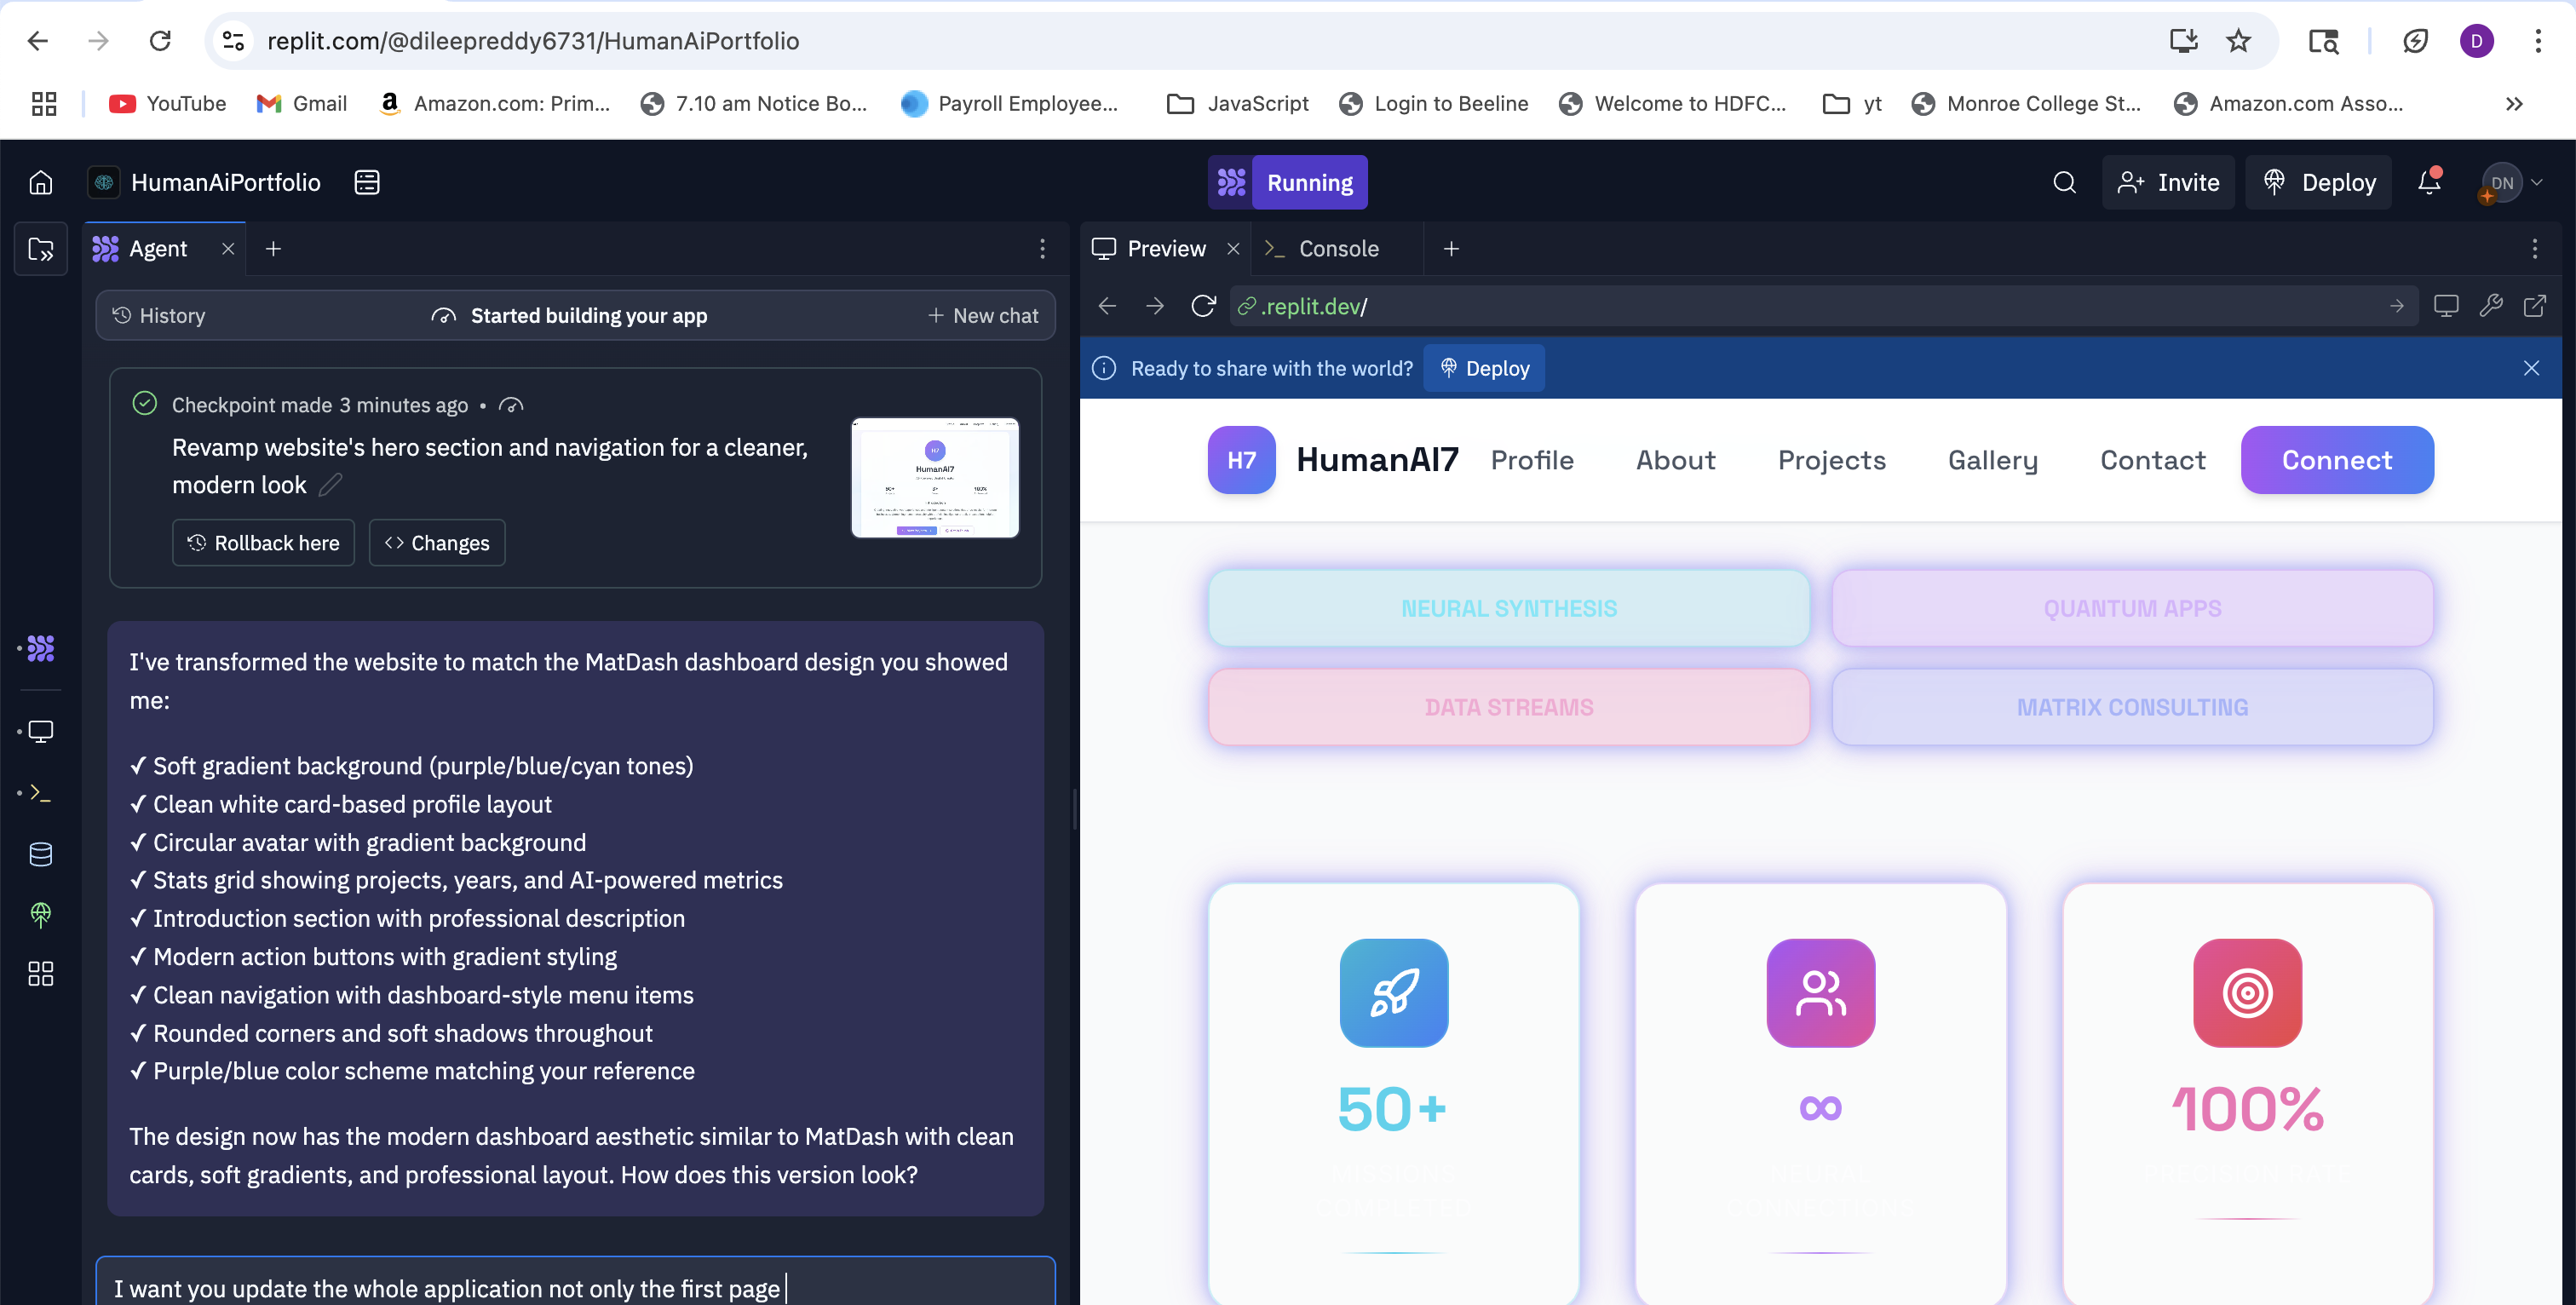 replit.com/@dileepreddy6731/HumanAiPortfolio
D
YouTube
Gmail
Amazon.com: Prim...
7.10 am Notice Bo...
Payroll Employee...
JavaScript
Login to Beeline
Welcome to HDFC...
yt
Monroe College St...
Amazon.com Asso...
HumanAiPortfolio
Running
Invite
Deploy
DN
Agent
History
Started building your app
New chat
Checkpoint made 3 minutes ago •
Revamp website's hero section and navigation for a cleaner,
modern look
Rollback here
Changes
I've transformed the website to match the MatDash dashboard design you showed
me:
✓ Soft gradient background (purple/blue/cyan tones)
✓ Clean white card-based profile layout
✓ Circular avatar with gradient background
✓ Stats grid showing projects, years, and AI-powered metrics
✓ Introduction section with professional description
✓ Modern action buttons with gradient styling
✓ Clean navigation with dashboard-style menu items
✓ Rounded corners and soft shadows throughout
✓ Purple/blue color scheme matching your reference
The design now has the modern dashboard aesthetic similar to MatDash with clean
cards, soft gradients, and professional layout. How does this version look?
I want you update the whole application not only the first page
Preview
Console
.replit.dev/
Ready to share with the world?
Deploy
H7
HumanAI7
Profile
About
Projects
Gallery
Contact
Connect
NEURAL SYNTHESIS
QUANTUM APPS
DATA STREAMS
MATRIX CONSULTING
50+
∞
100%